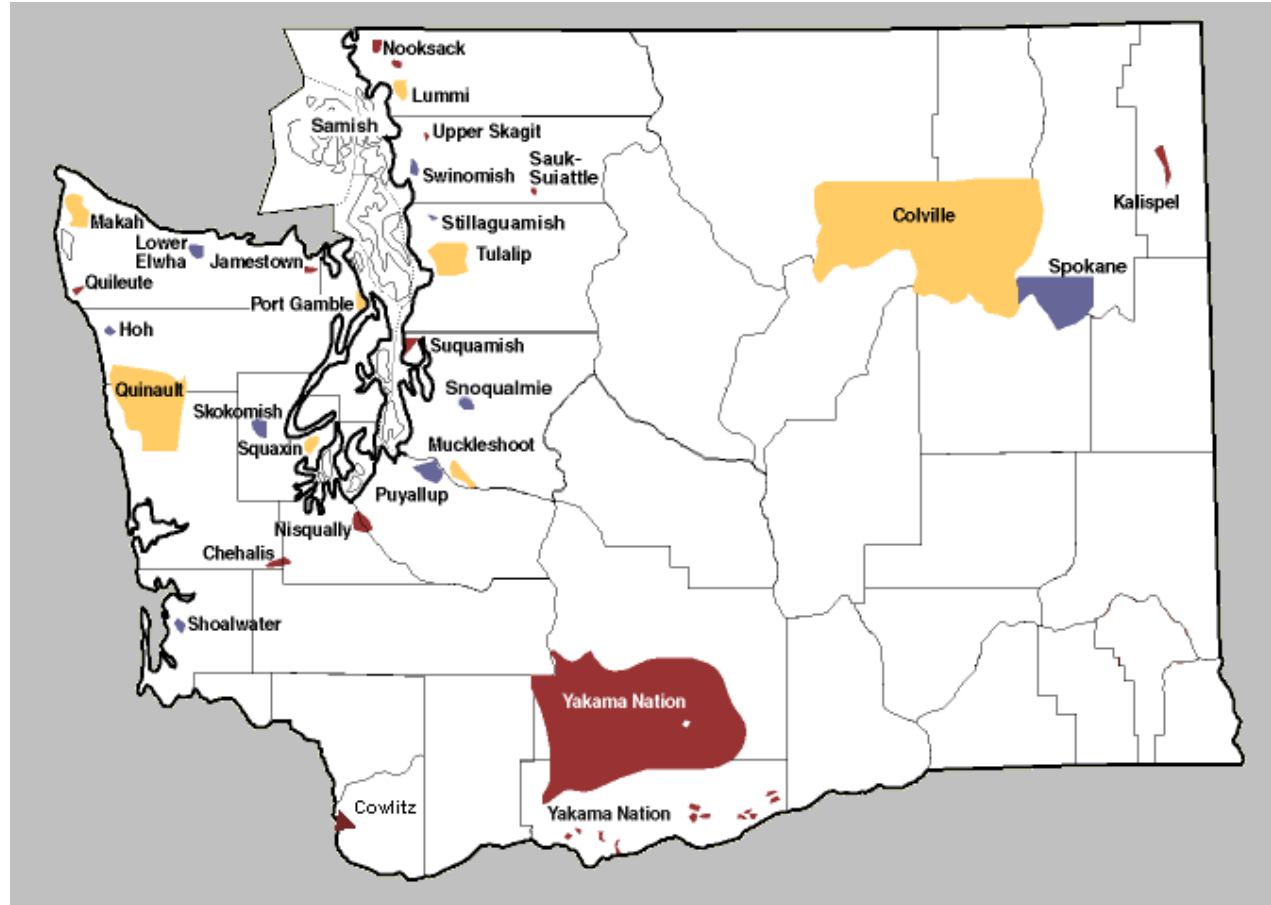 Nooksack
Lummi
Samish
Upper Skagit
Sauk-
Suiattle
Swinomish
Kalispel
Makah
Stillaguamish
Colville
Lower
Elwha
Jamestown
Tulalip
Spokane
Quileute
Port Gamble
Hoh
Suquamish
Quinault
Snoqualmie
Skokomish
Squaxin
Muckleshoot
Puyallup
Nisqually
Chehalis
Shoalwater
Yakama Nation
Cowlitz
Yakama Nation